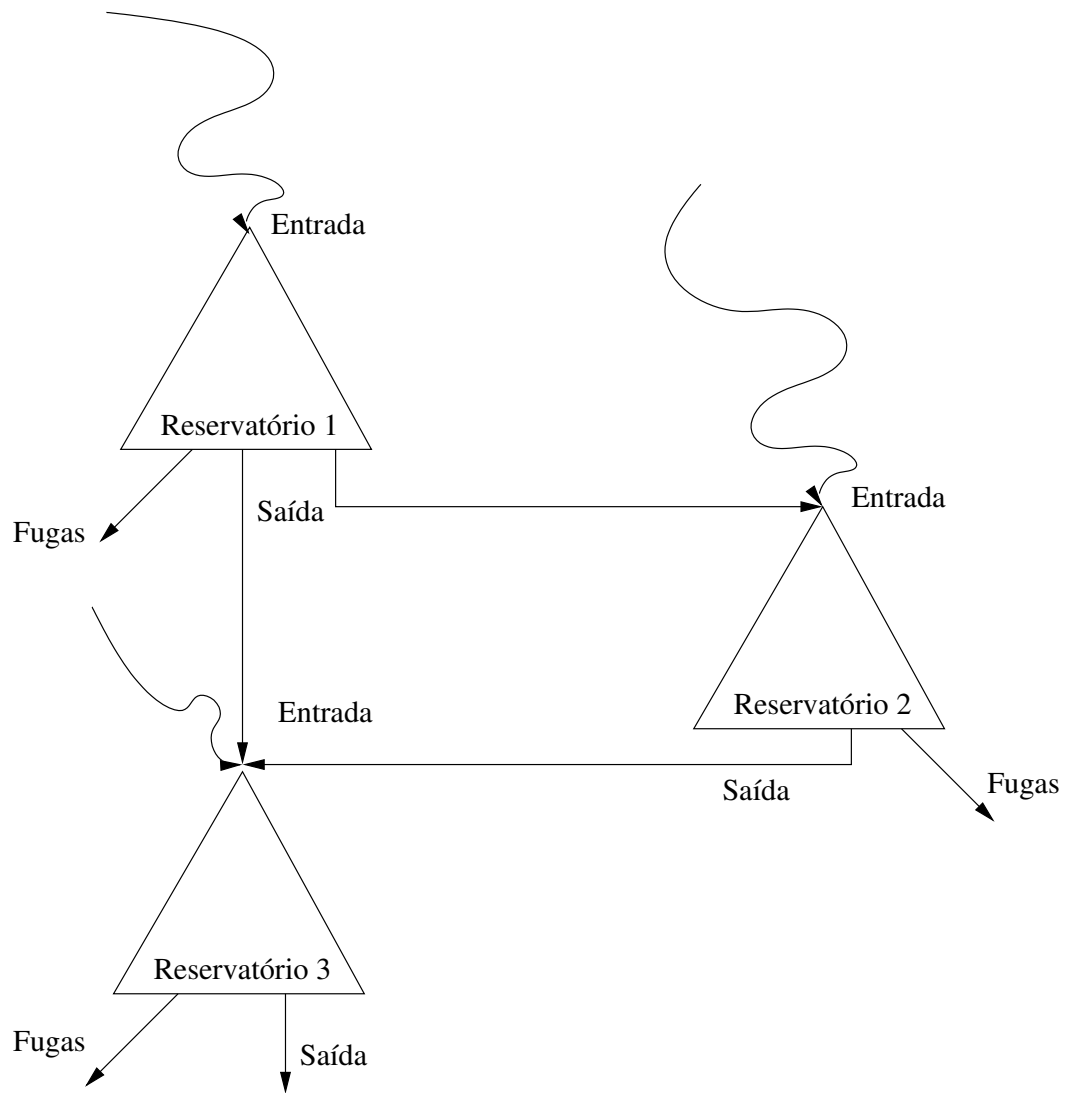 Entrada
Reservatório 1
Entrada
Saída
Fugas
Reservatório 2
Entrada
Fugas
Saída
Reservatório 3
Fugas
Saída